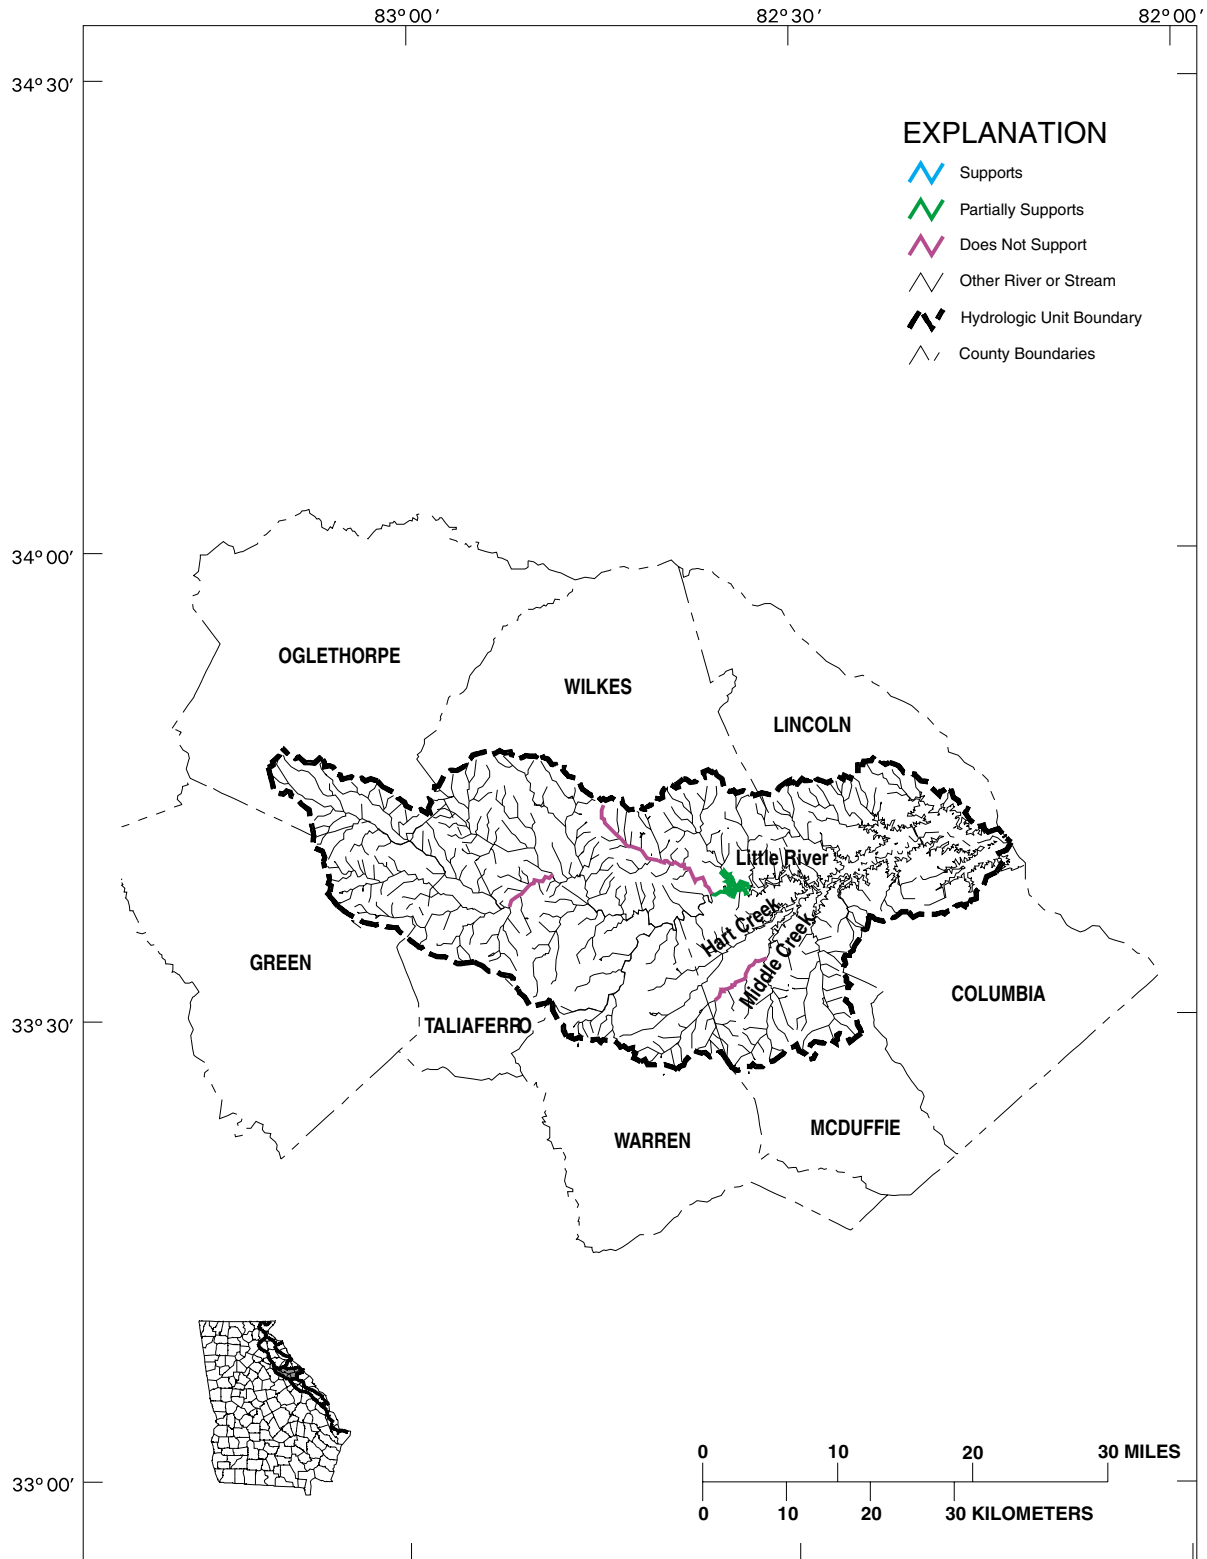 83° 00′
82° 30′
82° 00′
34° 30′
EXPLANATION
Supports
Partially Supports
Does Not Support
Other River or Stream
Hydrologic Unit Boundary
County Boundaries
34° 00′
OGLETHORPE
WILKES
LINCOLN
Little River
Hart Creek
Middle Creek
GREEN
COLUMBIA
33° 30′
TALIAFERRO
MCDUFFIE
WARREN
0 10 20 30 MILES
33° 00′
0 10 20 30 KILOMETERS